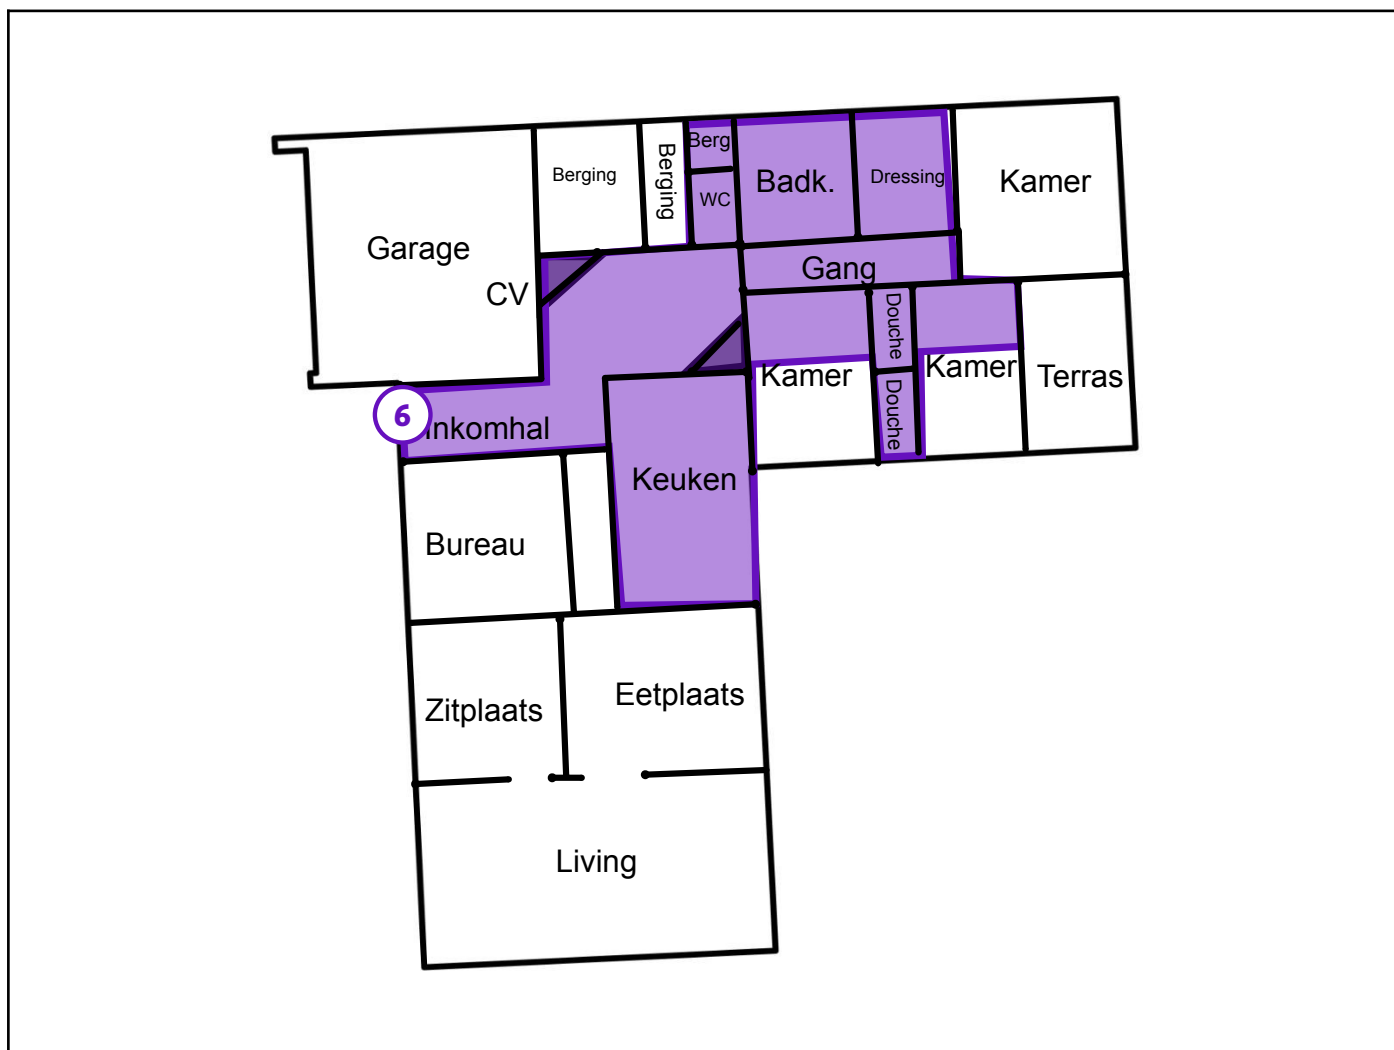 Berg
Berging
Berging
WC
Badk.
Dressing
Kamer
Garage
CV
Gang
Douche
Kamer
Kamer
Terras
Douche
6
Inkomhal
Keuken
Bureau
Zitplaats
Eetplaats
Living